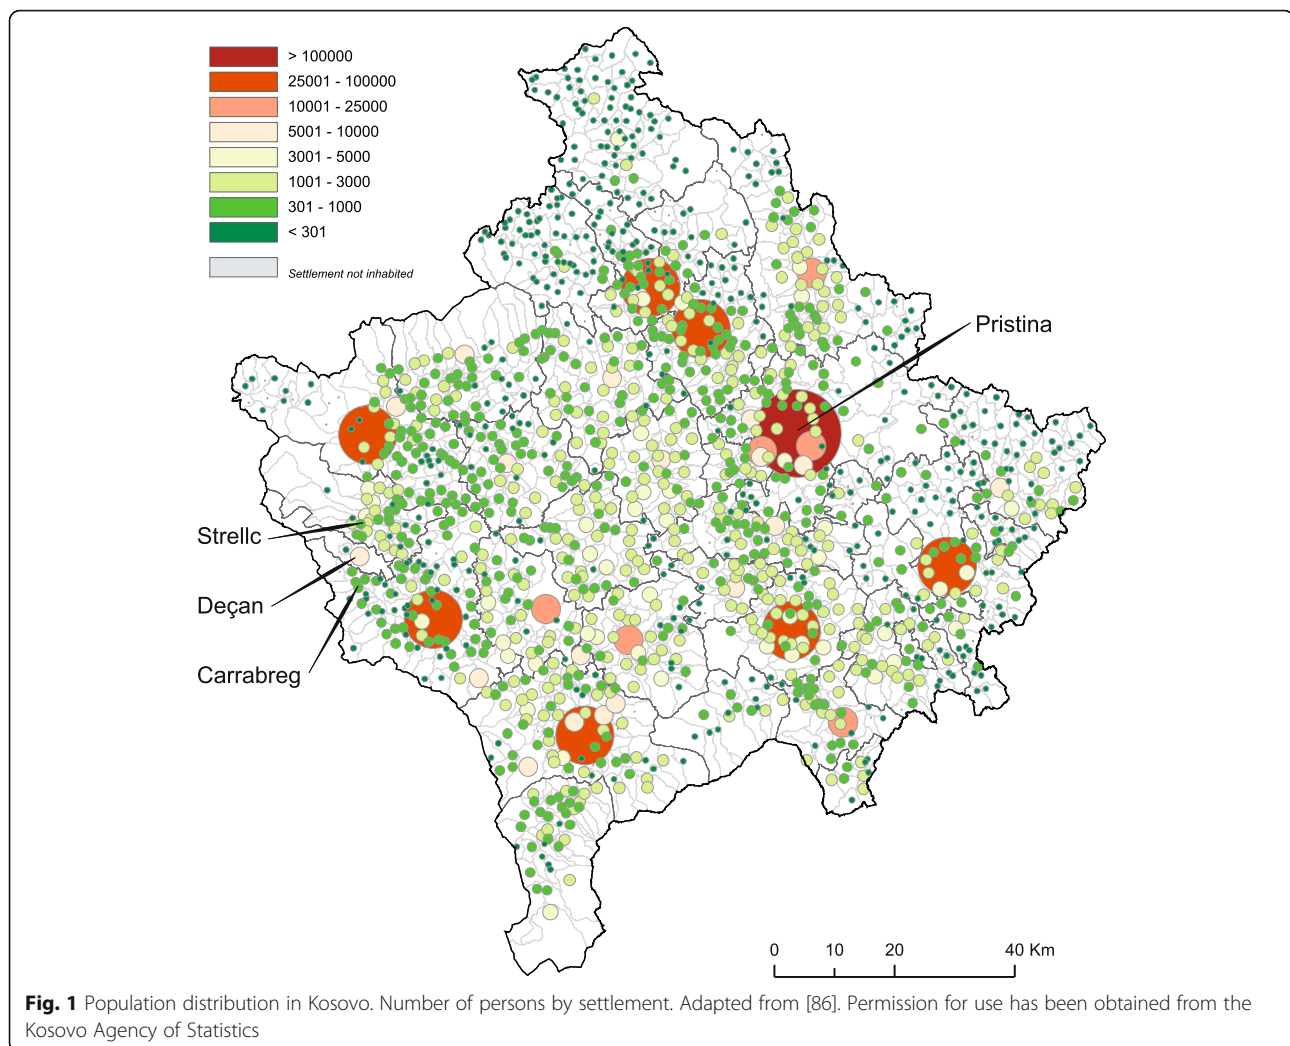 > 100000
25001 - 100000
10001 - 25000
5001 - 10000
3001 - 5000
1001 - 3000
301 - 1000
< 301
Settlement not inhabited
Pristina
Strellc
Deçan
Carrabreg
0 10 20 40 Km
Fig. 1 Population distribution in Kosovo. Number of persons by settlement. Adapted from [86]. Permission for use has been obtained from the
Kosovo Agency of Statistics